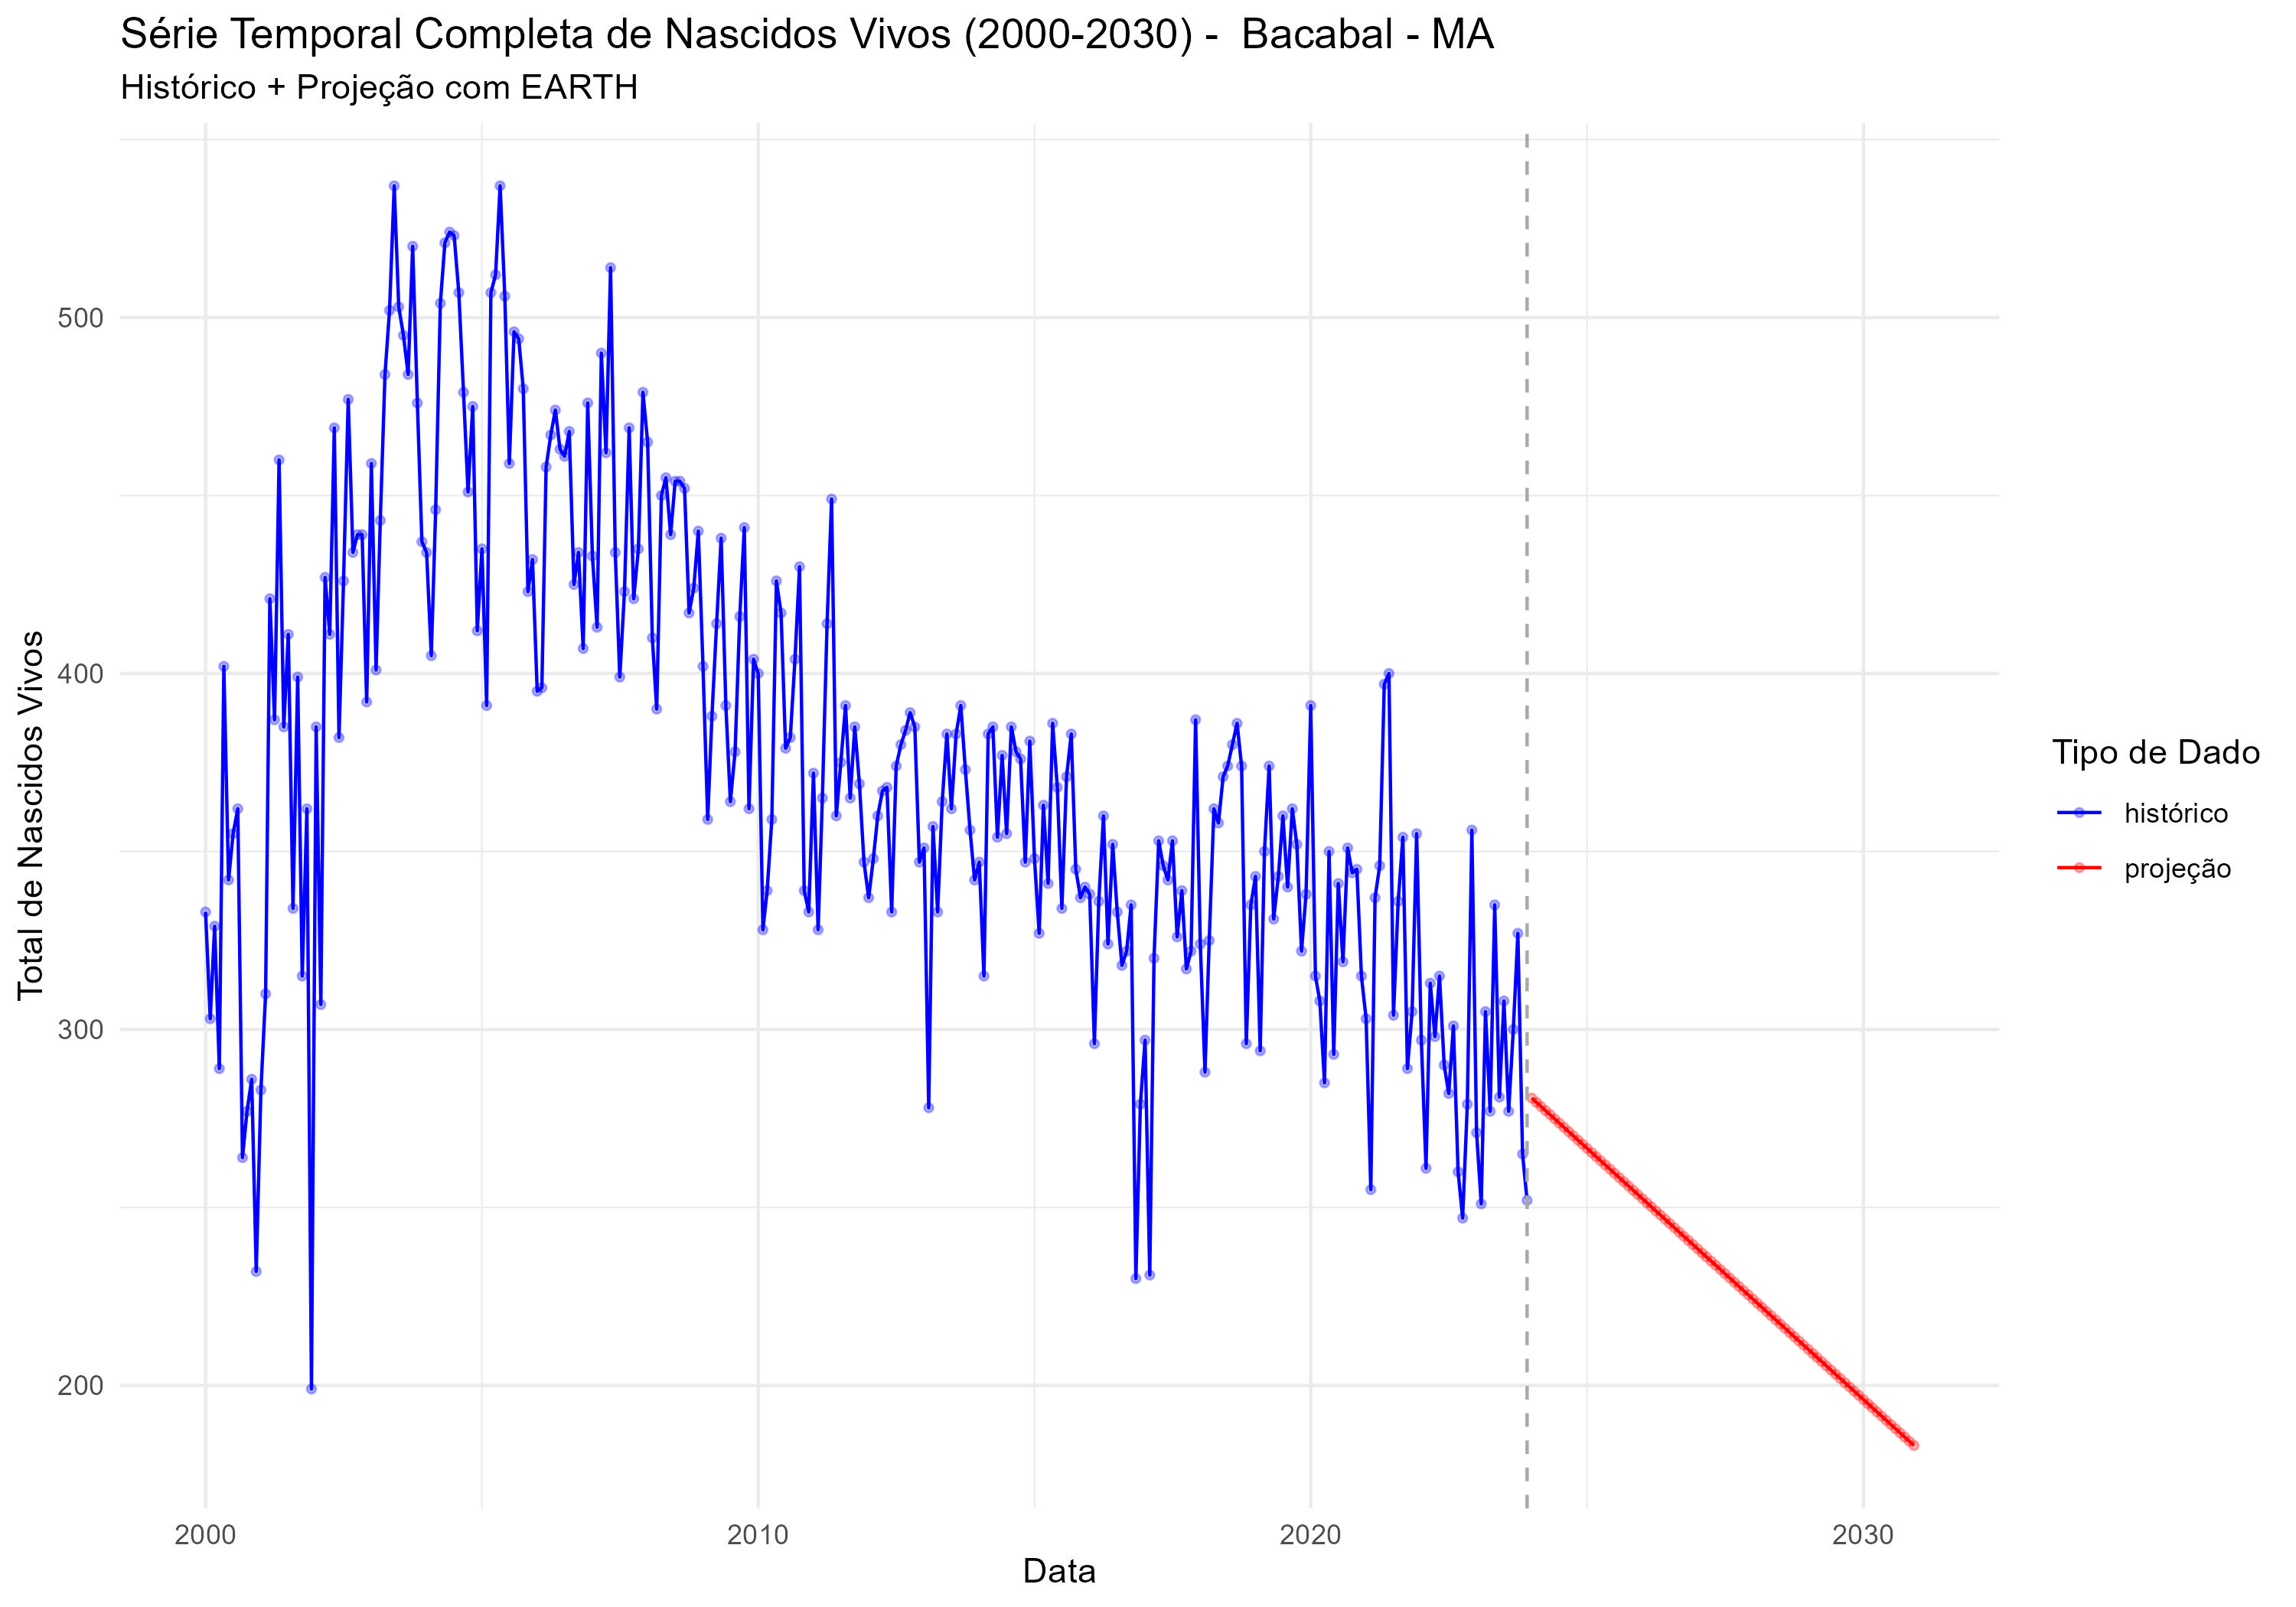 Série Temporal Completa de Nascidos Vivos (2000-2030) -  Bacabal - MA
Histórico + Projeção com EARTH
Total de Nascidos Vivos
500
400
300
200
2000
2010
2020
2030
Data
Tipo de Dado
histórico
projeção